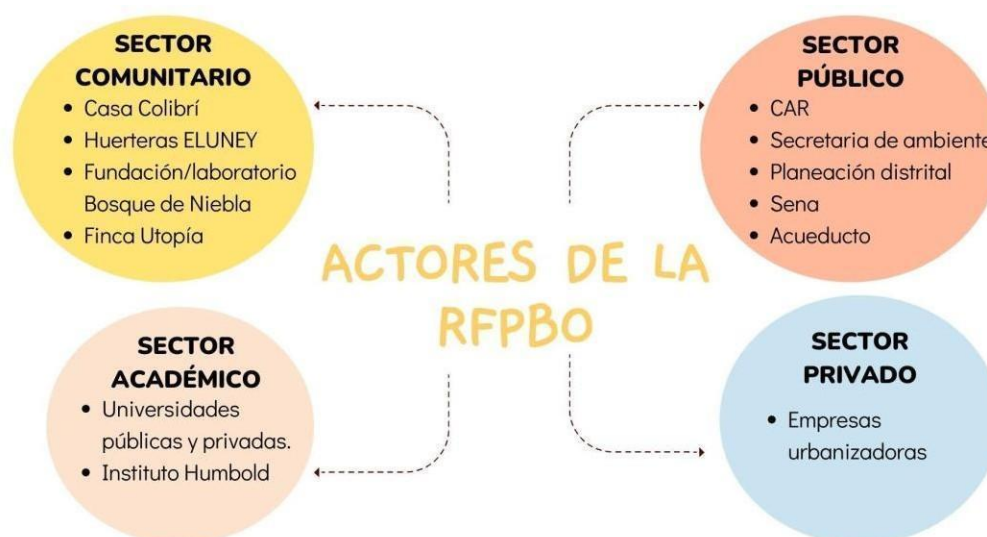 SECTOR
COMUNITARIO
• Casa Colibrí
• Huerteras ELUNEY
• Fundación/laboratorio
Bosque de Niebla
• Finca Utopía
SECTOR
PÚBLICO
• CAR
• Secretaria de ambiente
• Planeación distrital
• Sena
• Acueducto
ACTORES DE LA
RFPBO
SECTOR
ACADÉMICO
• Universidades
públicas y privadas.
• Instituto Humbold
SECTOR
PRIVADO
• Empresas
urbanizadoras